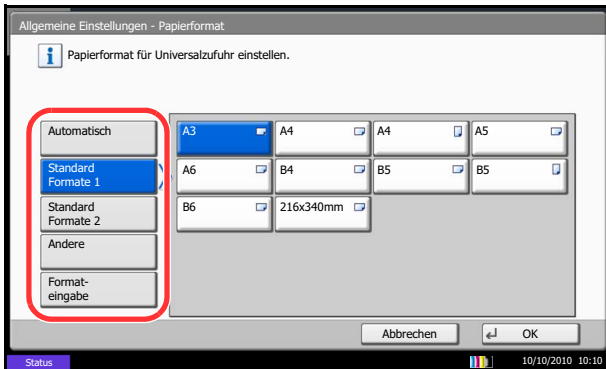 Allgemeine Einstellungen - Papierformat
Papierformat für Universalzufuhr einstellen.
Automatisch
A3
A4
A4
A5
Standard
Formate 1
A6
B4
B5
B5
Standard
Formate 2
B6
216x340mm
Andere
Format-
eingabe
Abbrechen
OK
Status
10/10/2010 10:10